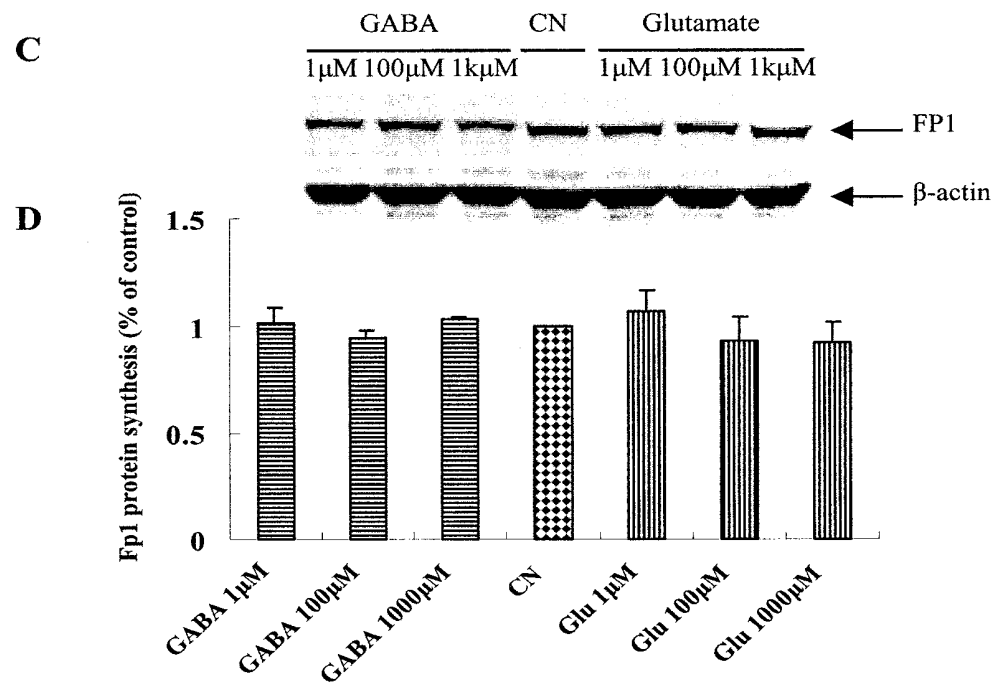 C
GABA CN Glutamate
1μM 100μM 1kμM 1μM 100μM 1kμM
FP1
β-actin
D
Fp1 protein synthesis (% of control)
1.5
1
0.5
0
GABA 1μM
GABA 100μM
GABA 1000μM
CN
Glu 1μM
Glu 100μM
Glu 1000μM